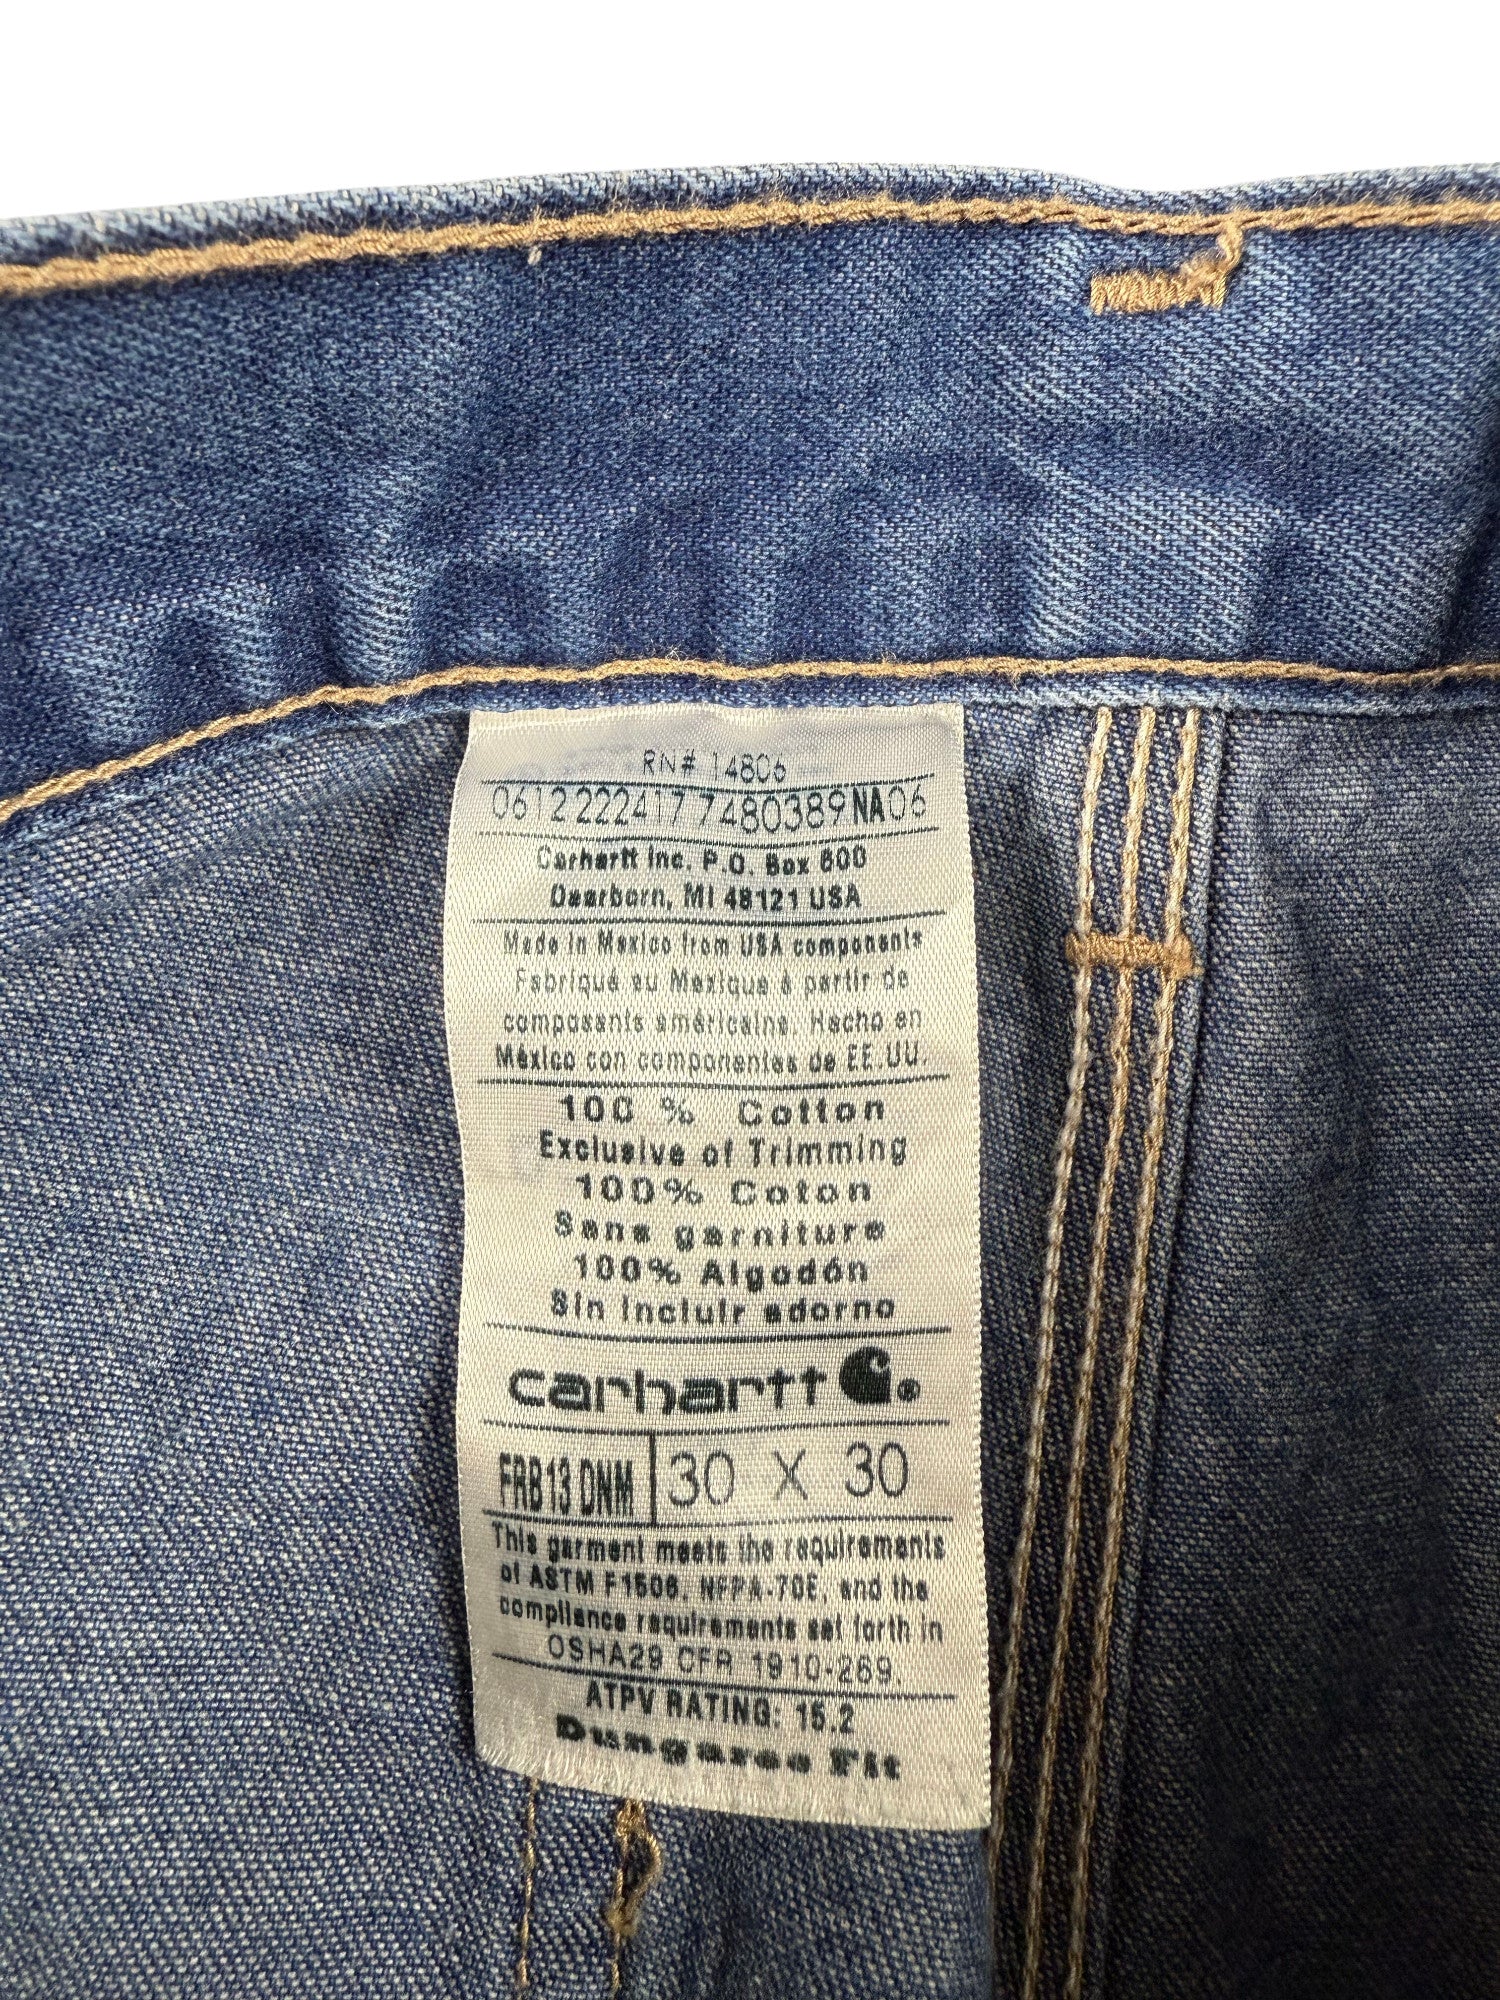 RN# 14806
0612222417 7480389NA06
Carhartt Inc. P.O. Box 600
Dearborn, MI 48121 USA
Made in Mexico from USA components
Fabriqué au Mexique à partir de
composants américains. Hecho en
México con componentes de EE.UU.
100 % Cotton
Exclusive of Trimming
100% Coton
Sans garniture
100% Algodón
Sin incluir adorno
carhartt ®
FRB13 DNM 30 X 30
This garment meets the requirements
of ASTM F1506, NFPA-70E, and the
compliance requirements set forth in
OSHA29 CFR 1910-269.
ATPV RATING: 15.2
Dungaree Fit